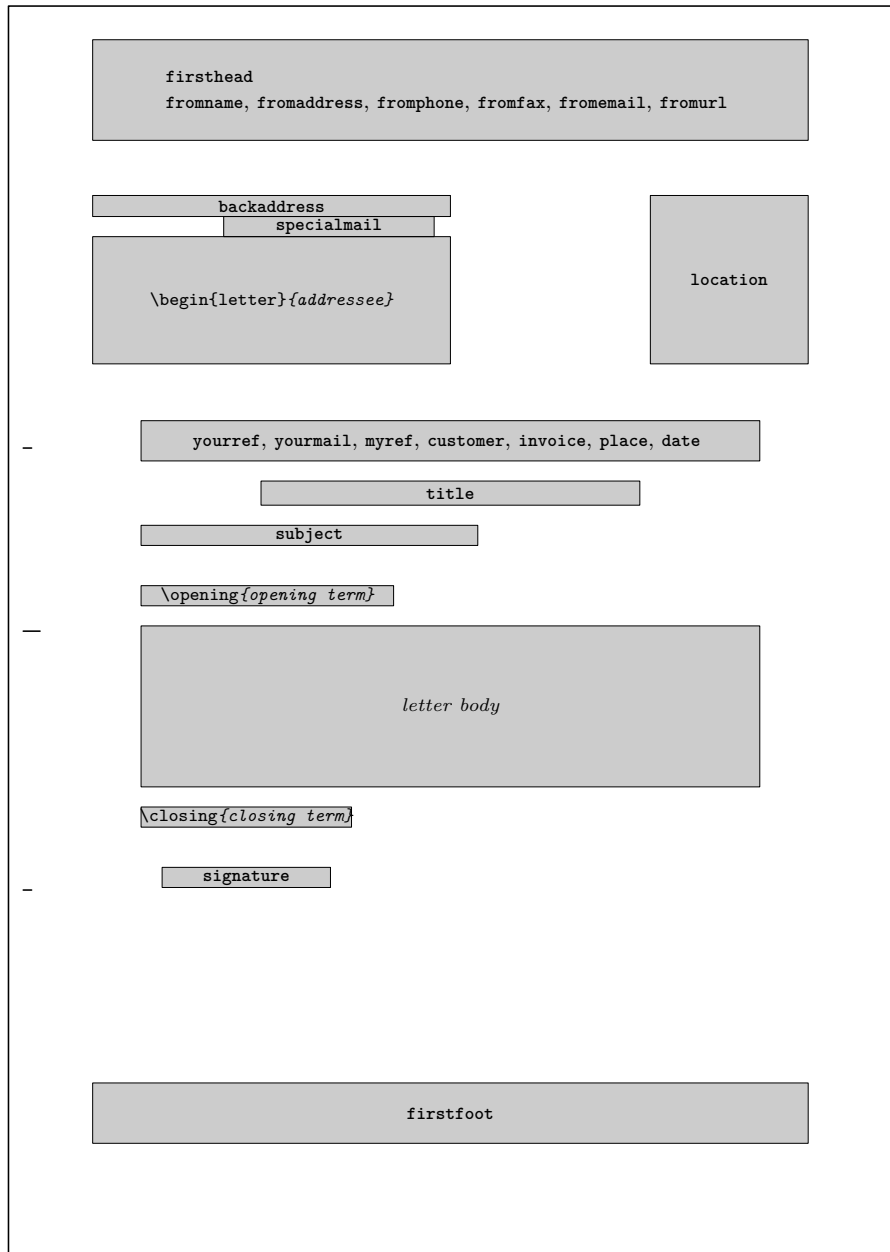 firsthead
fromname, fromaddress, fromphone, fromfax, fromemail, fromurl
backaddress
specialmail
\begin{letter}{addressee}
location
yourref, yourmail, myref, customer, invoice, place, date
title
subject
\opening{opening term}
letter body
\closing{closing term}
signature
firstfoot